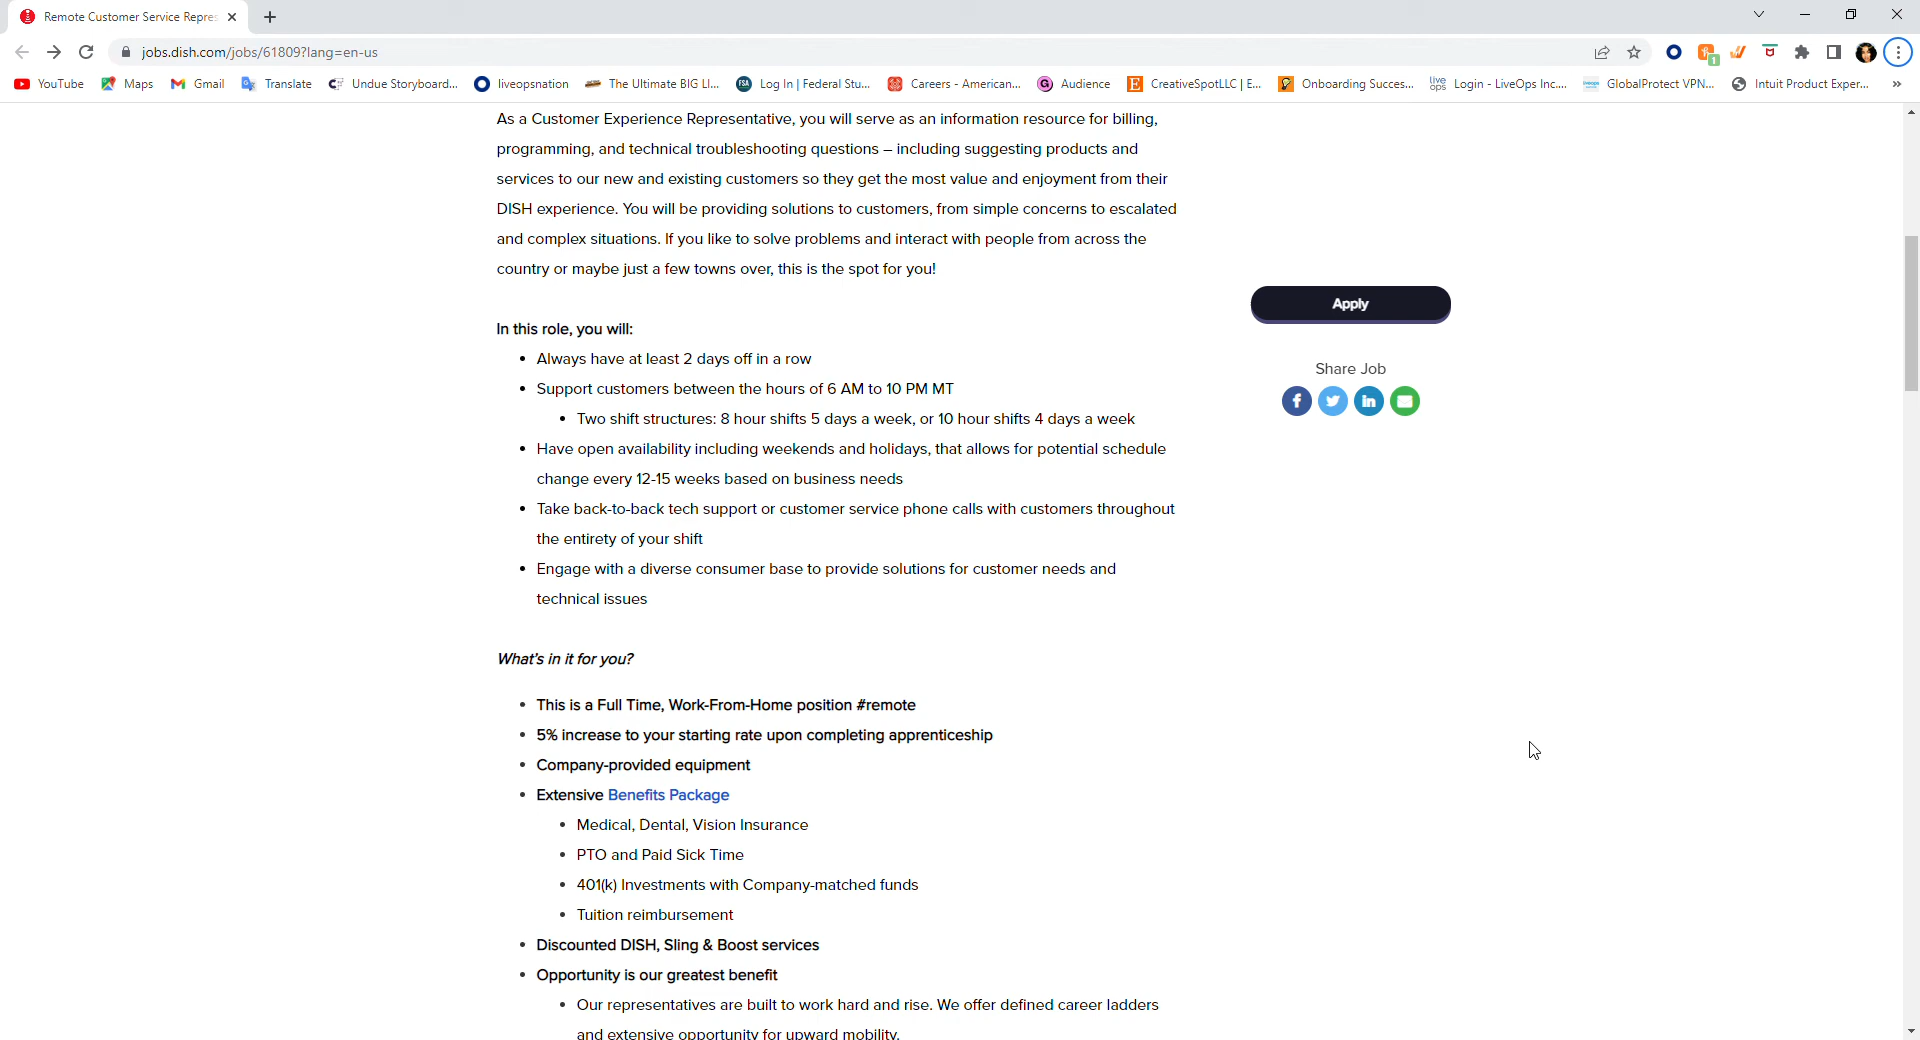 Remote Customer Service Repres
jobs.dish.com/jobs/61809?lang=en-us
1
YouTube Maps Gmail Translate Undue Storyboard... liveopsnation The Ultimate BIG LI... FSA Log In | Federal Stu... Careers - American... Audience E CreativeSpotLLC | E... Onboarding Succes... live ops Login - LiveOps Inc.... GlobalProtect VPN... Intuit Product Exper... »
As a Customer Experience Representative, you will serve as an information resource for billing,
programming, and technical troubleshooting questions – including suggesting products and
services to our new and existing customers so they get the most value and enjoyment from their
DISH experience. You will be providing solutions to customers, from simple concerns to escalated
and complex situations. If you like to solve problems and interact with people from across the
country or maybe just a few towns over, this is the spot for you!
Apply
Share Job
In this role, you will:
• Always have at least 2 days off in a row
• Support customers between the hours of 6 AM to 10 PM MT
• Two shift structures: 8 hour shifts 5 days a week, or 10 hour shifts 4 days a week
• Have open availability including weekends and holidays, that allows for potential schedule
change every 12-15 weeks based on business needs
• Take back-to-back tech support or customer service phone calls with customers throughout
the entirety of your shift
• Engage with a diverse consumer base to provide solutions for customer needs and
technical issues
What's in it for you?
• This is a Full Time, Work-From-Home position #remote
• 5% increase to your starting rate upon completing apprenticeship
• Company-provided equipment
• Extensive Benefits Package
• Medical, Dental, Vision Insurance
• PTO and Paid Sick Time
• 401(k) Investments with Company-matched funds
• Tuition reimbursement
• Discounted DISH, Sling & Boost services
• Opportunity is our greatest benefit
• Our representatives are built to work hard and rise. We offer defined career ladders
and extensive opportunity for upward mobility.